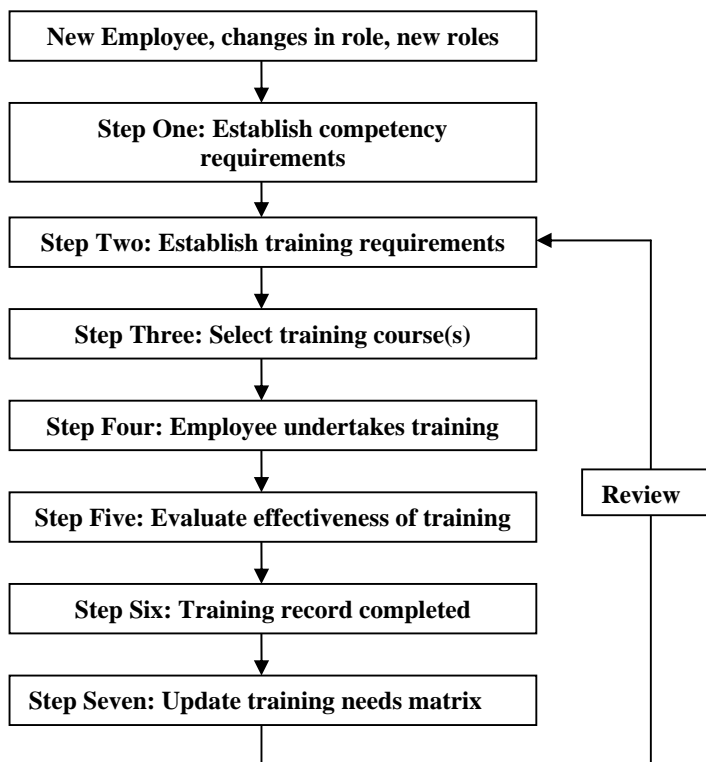 New Employee, changes in role, new roles
Step One: Establish competency
requirements
Step Two: Establish training requirements
Step Three: Select training course(s)
Step Four: Employee undertakes training
Review
Step Five: Evaluate effectiveness of training
Step Six: Training record completed
Step Seven: Update training needs matrix